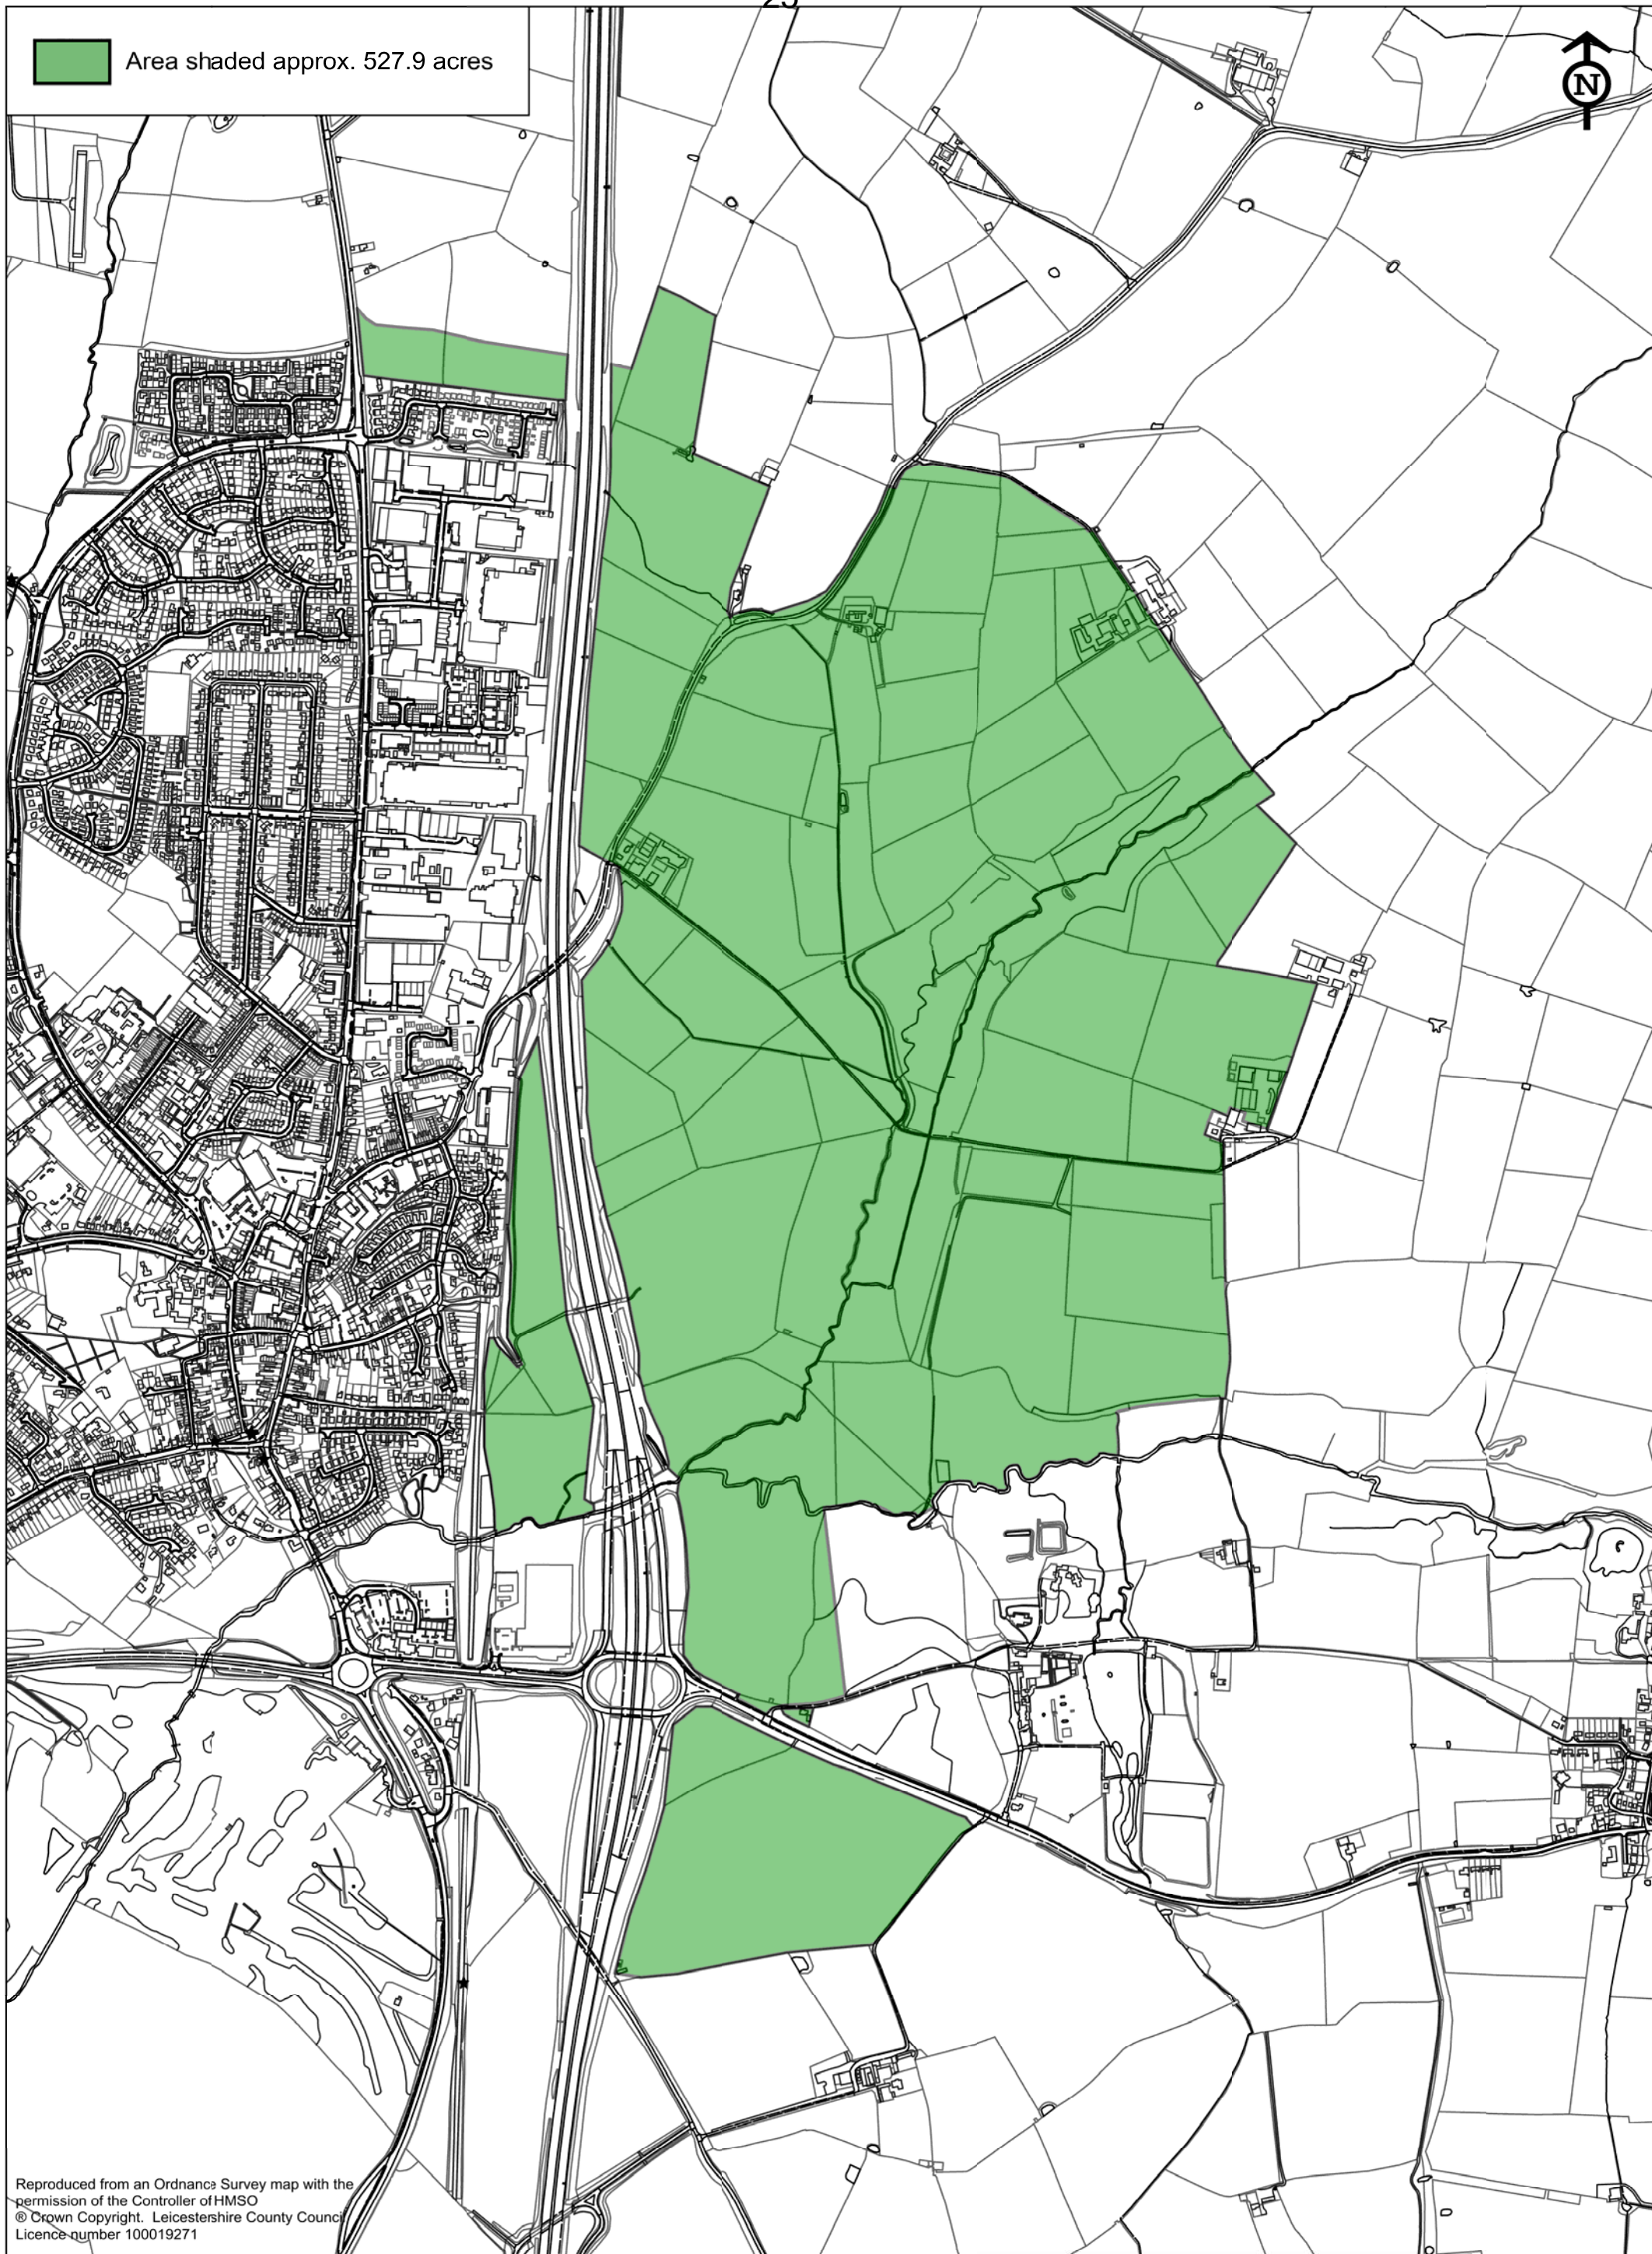 Area shaded approx. 527.9 acres
N
Reproduced from an Ordnance Survey map with the
permission of the Controller of HMSO
® Crown Copyright. Leicestershire County Council
Licence number 100019271